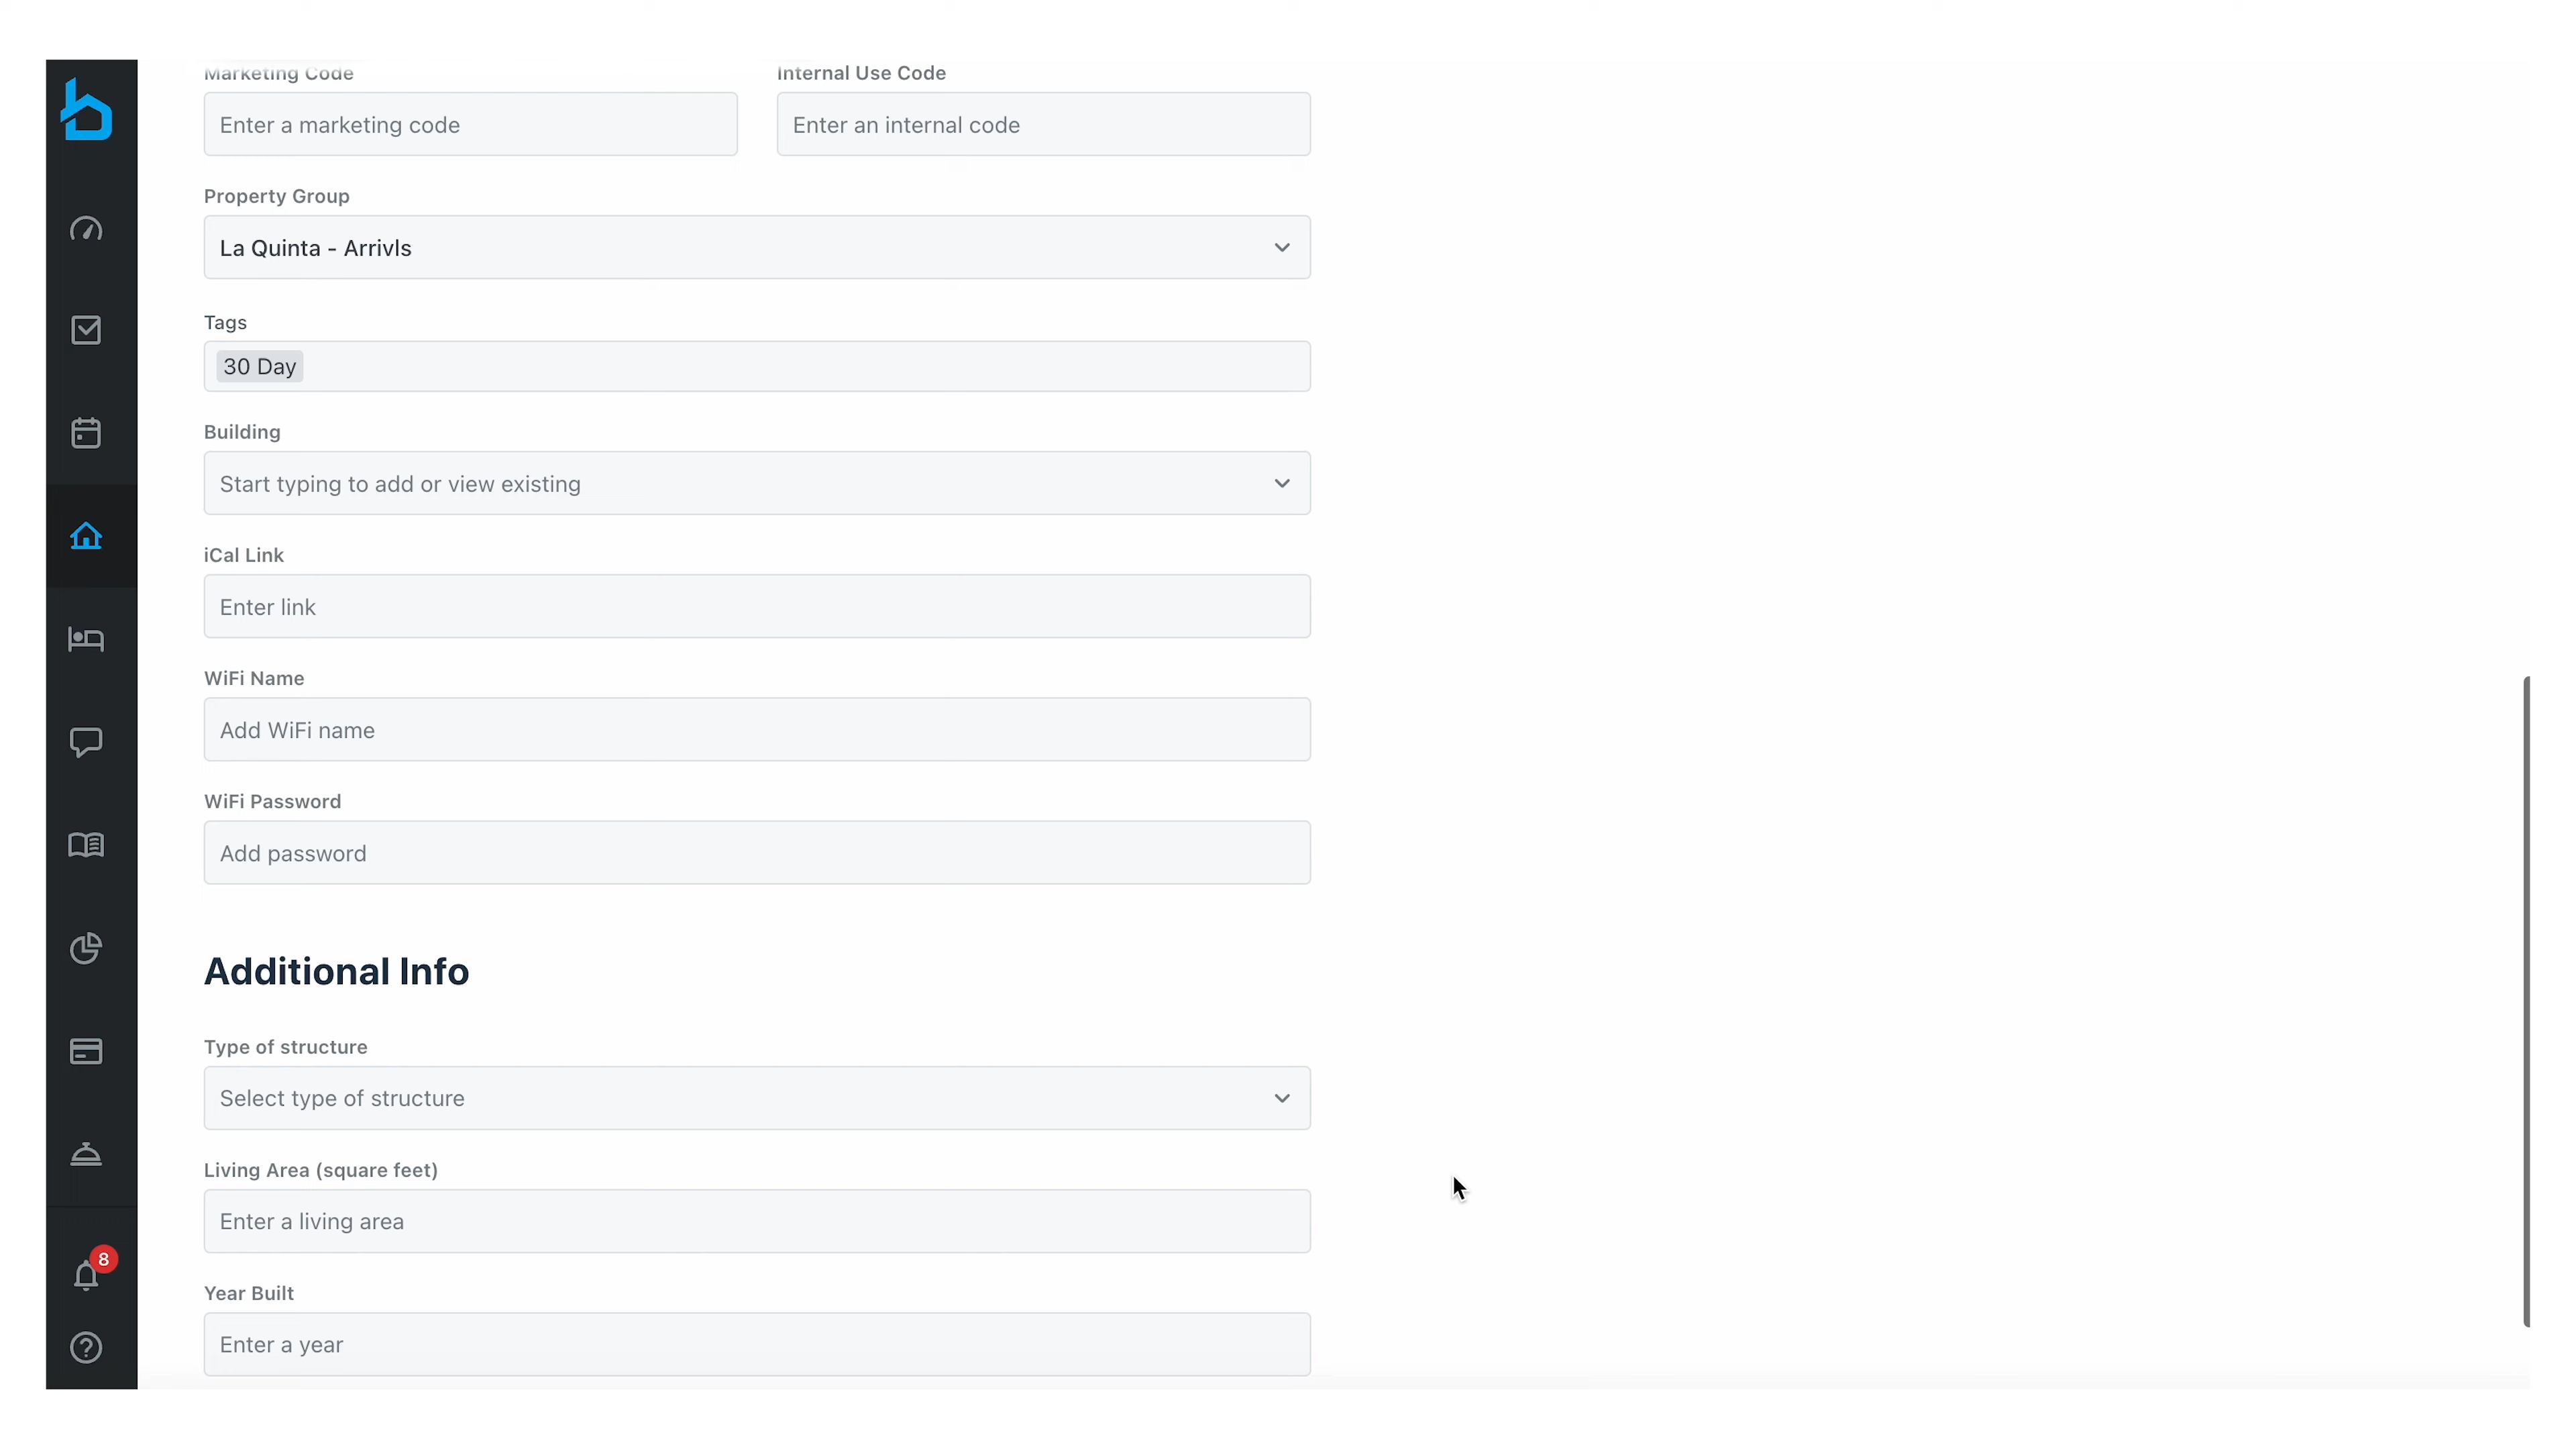 Marketing Code
Internal Use Code
Enter a marketing code
Enter an internal code
Property Group
La Quinta - Arrivls
Tags
30 Day
Building
Start typing to add or view existing
iCal Link
Enter link
WiFi Name
Add WiFi name
WiFi Password
Add password
Additional Info
Type of structure
Select type of structure
Living Area (square feet)
Enter a living area
8
Year Built
Enter a year